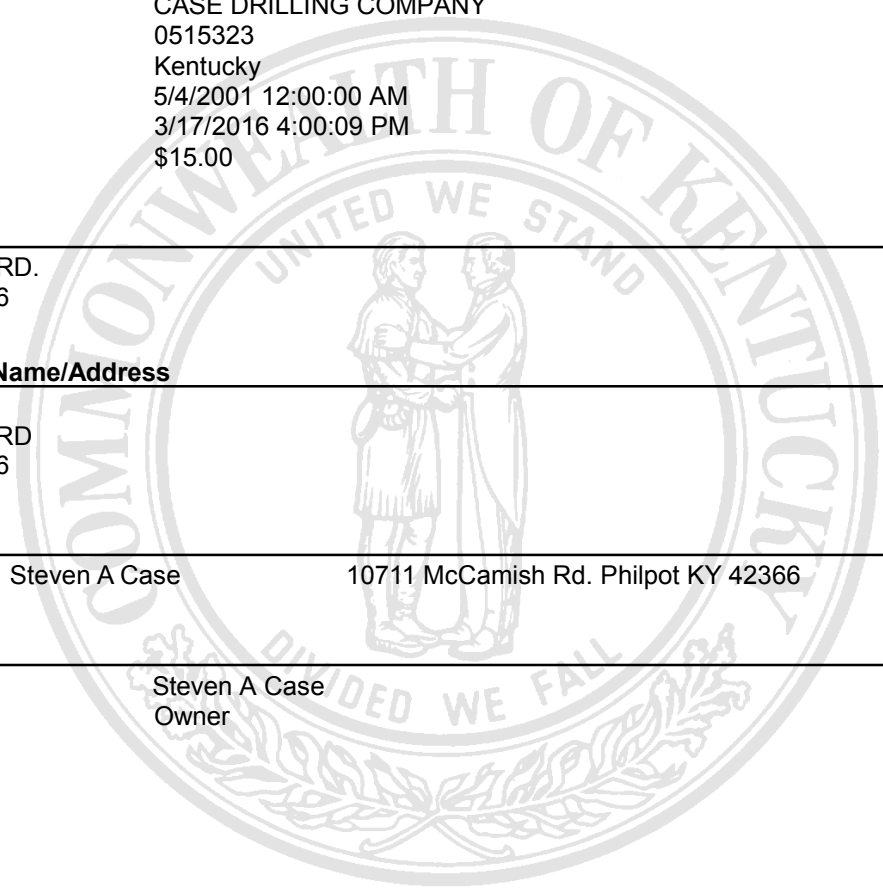 CASE DRILLING COMPANY
0515323
Kentucky
5/4/2001 12:00:00 AM
3/17/2016 4:00:09 PM
$15.00
COMMONWEALTH OF KENTUCKY
UNITED WE STAND
RD.
6
Name/Address
RD
6
Steven A Case 10711 McCamish Rd. Philpot KY 42366
DIVIDED WE FALL
Steven A Case
Owner